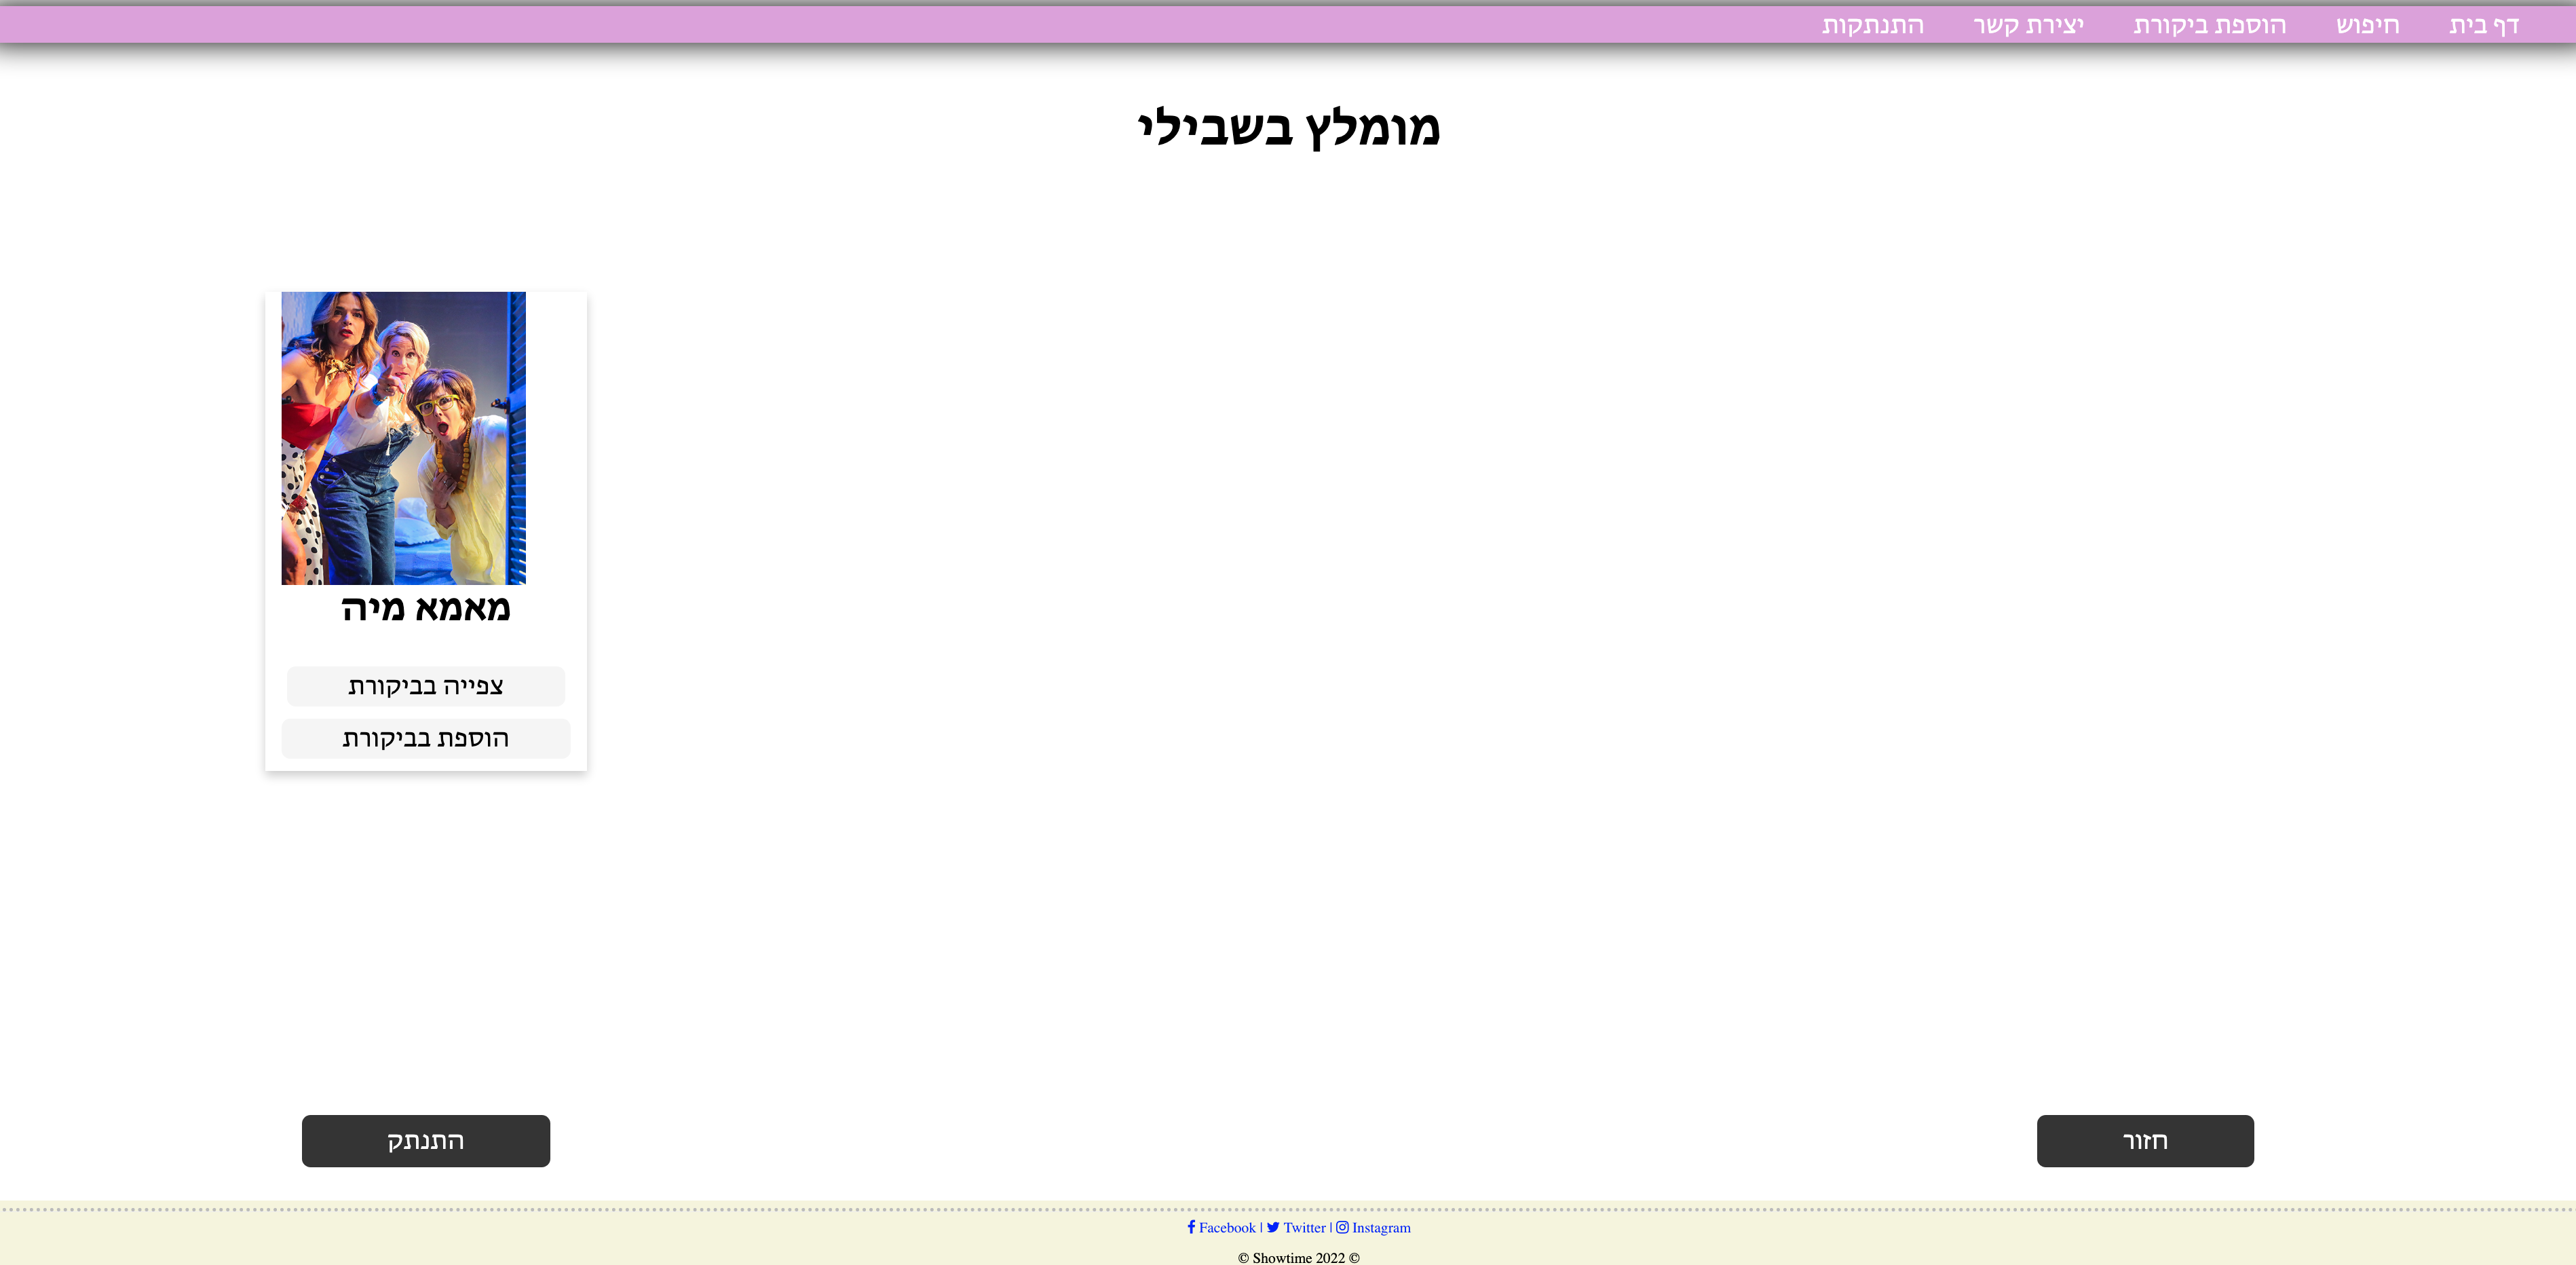 דף בית חיפוש הוספת ביקורת יצירת קשר התנתקות
מומלץ בשבילי
מאמא מיה
צפייה בביקורת
הוספת בביקורת
חזור
התנתק
Facebook | Twitter | Instagram
© Showtime 2022 ©